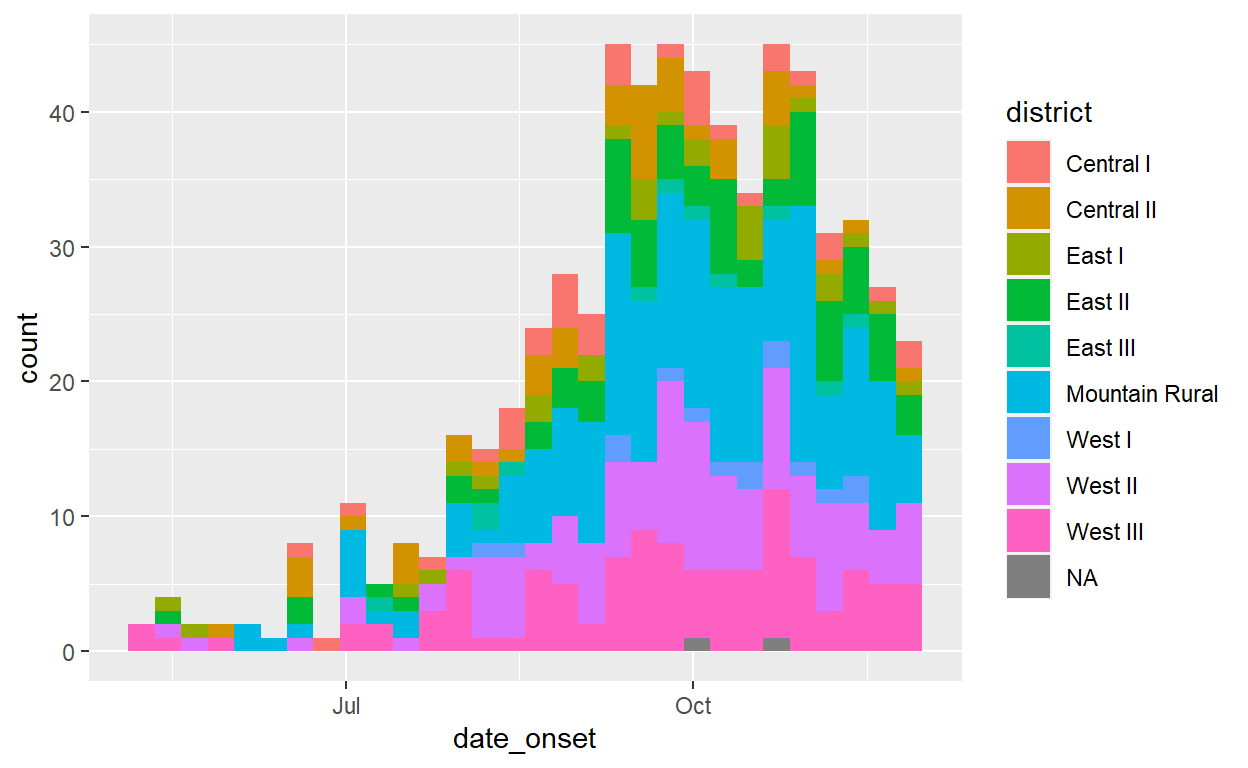 40
30
20
10
0
count
Jul
Oct
date_onset
district
Central I
Central II
East I
East II
East III
Mountain Rural
West I
West II
West III
NA